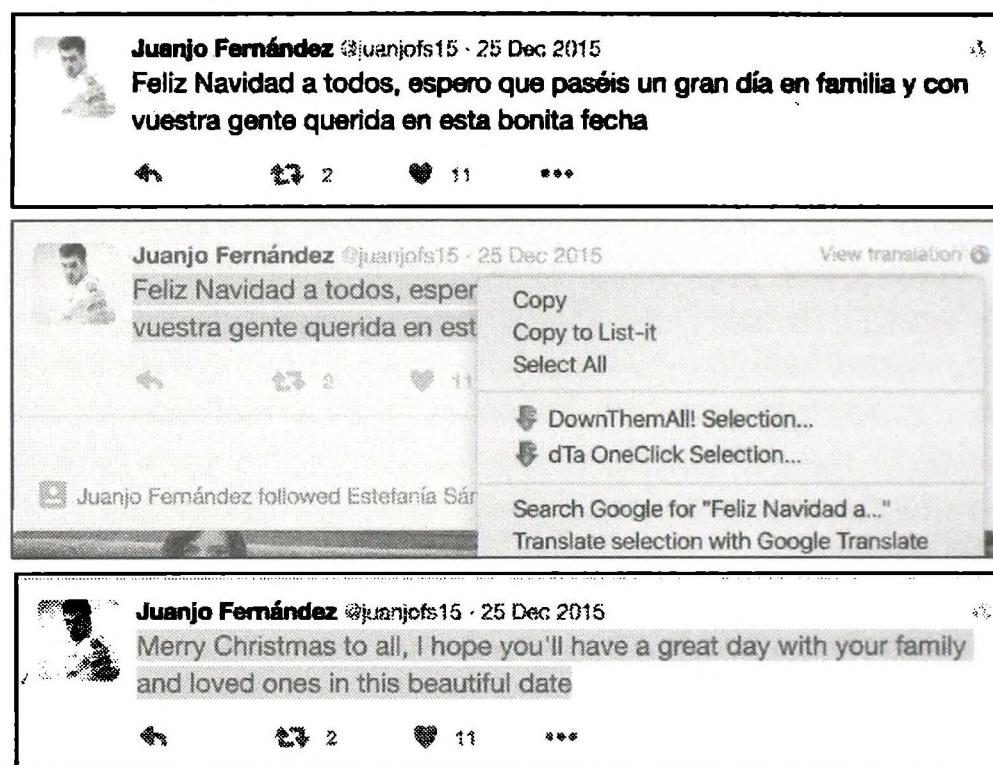 Juanjo Fernández @juanjofs15 · 25 Dec 2015
Feliz Navidad a todos, espero que paséis un gran día en familia y con
vuestra gente querida en esta bonita fecha
2 11
Juanjo Fernández @juanjofs15 · 25 Dec 2015 View translation
Feliz Navidad a todos, esper
vuestra gente querida en est
2 11
Juanjo Fernández followed Estefanía Sár
Copy
Copy to List-it
Select All
DownThemAll! Selection...
dTa OneClick Selection...
Search Google for "Feliz Navidad a..."
Translate selection with Google Translate
Juanjo Fernández @juanjofs15 · 25 Dec 2015
Merry Christmas to all, I hope you'll have a great day with your family
and loved ones in this beautiful date
2 11